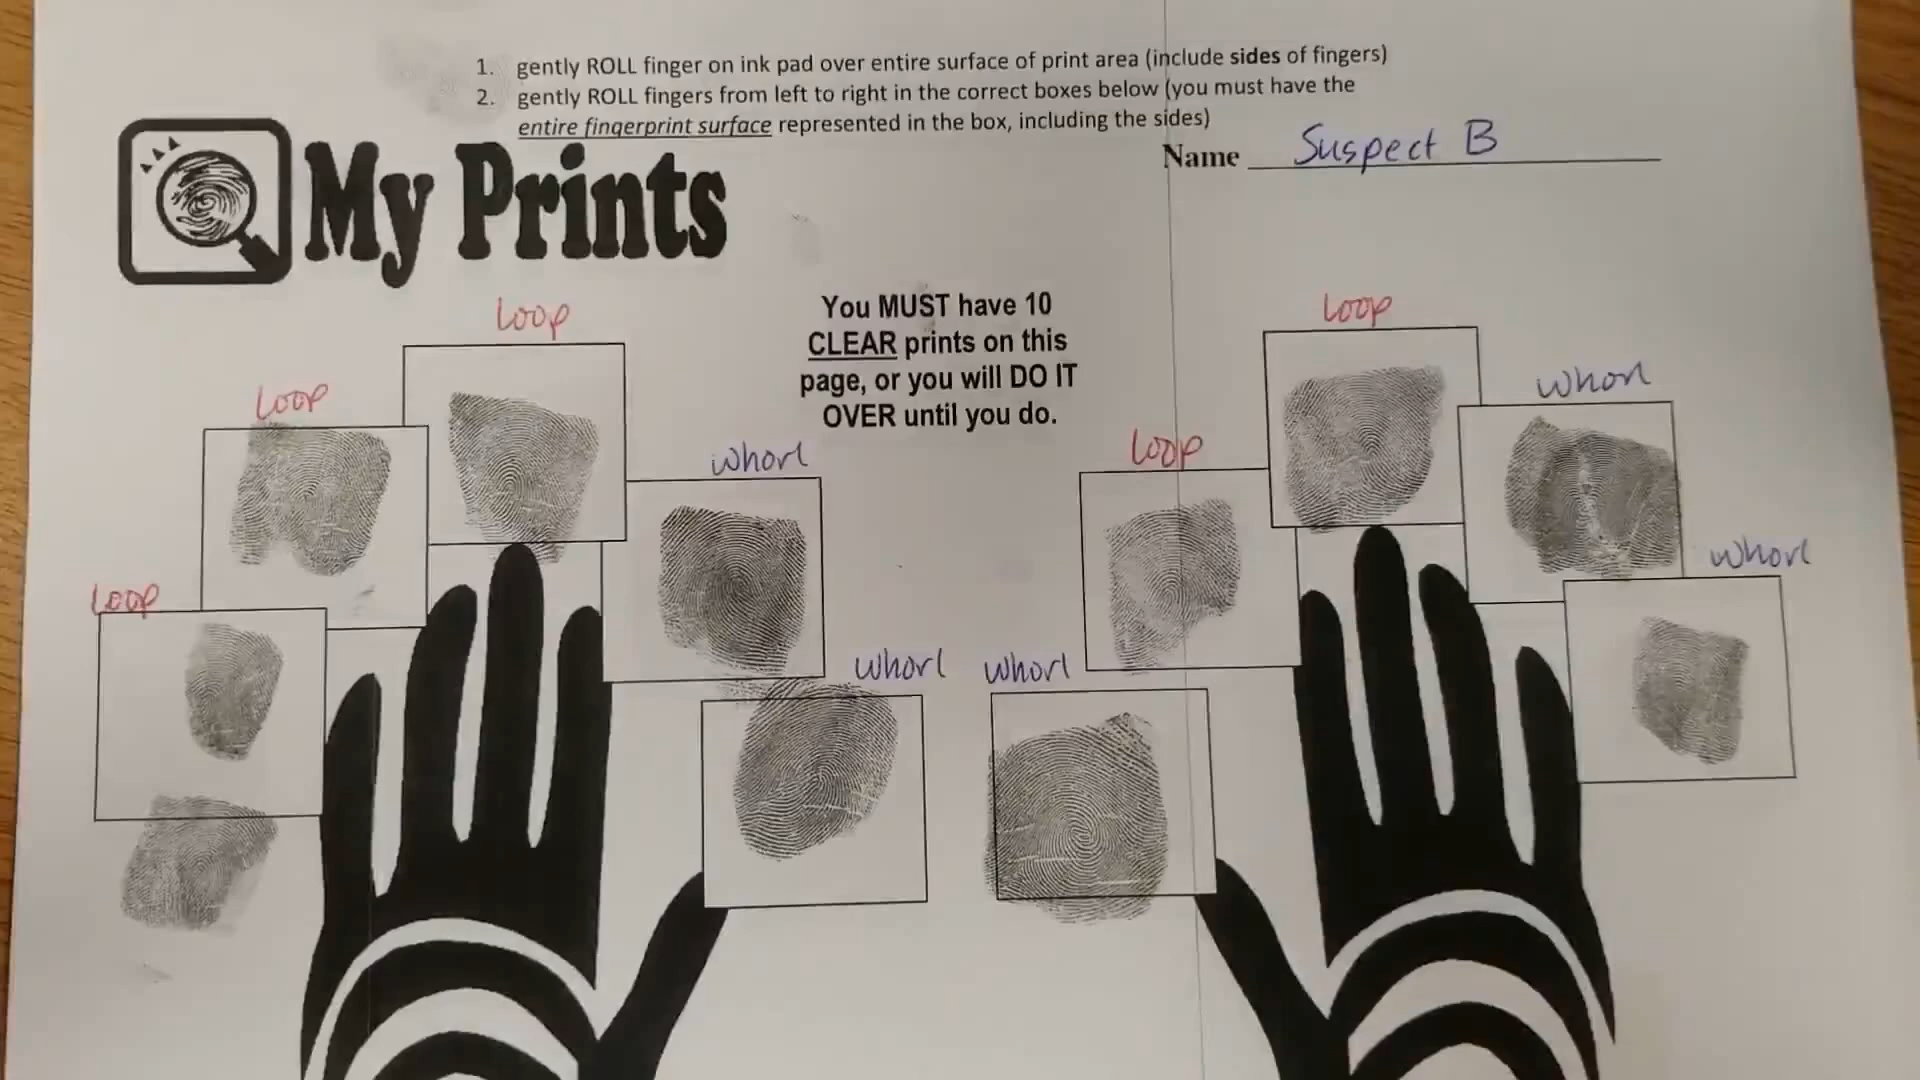 1. gently ROLL finger on ink pad over entire surface of print area (include sides of fingers)
2. gently ROLL fingers from left to right in the correct boxes below (you must have the
entire fingerprint surface represented in the box, including the sides)
Name Suspect B
My Prints
You MUST have 10
CLEAR prints on this
page, or you will DO IT
OVER until you do.
loop
loop
loop
whorl
whorl
whorl
loop
loop
whorl
whorl